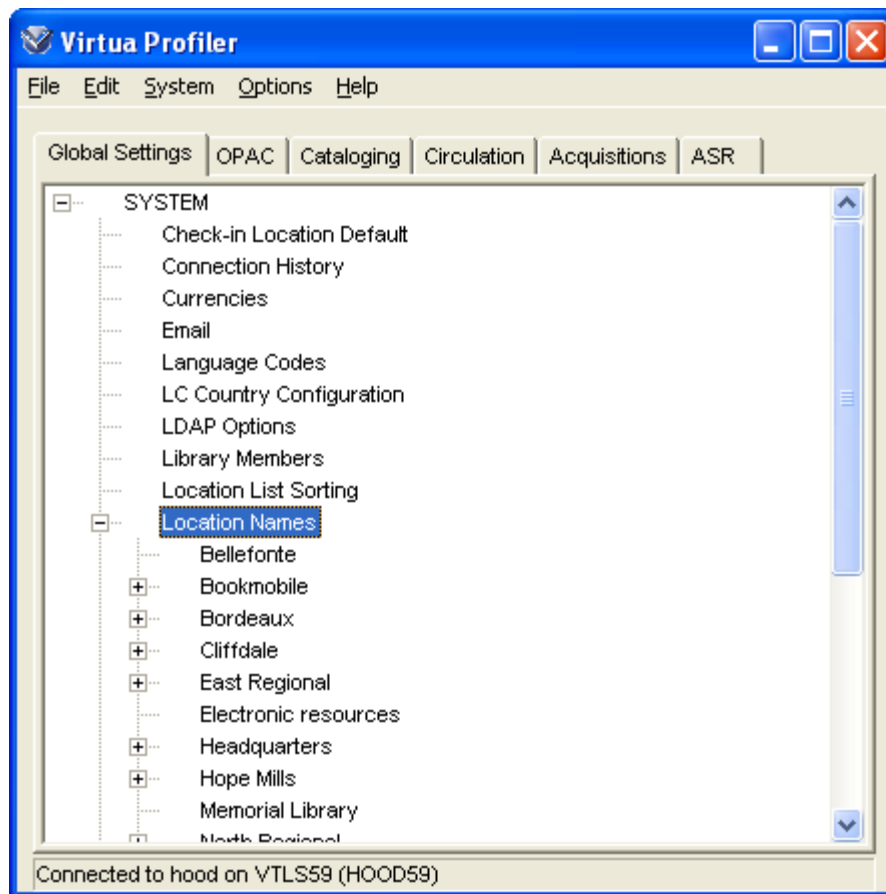 Virtua Profiler
File Edit System Options Help
Global Settings OPAC Cataloging Circulation Acquisitions ASR
SYSTEM
Check-in Location Default
Connection History
Currencies
Email
Language Codes
LC Country Configuration
LDAP Options
Library Members
Location List Sorting
Location Names
Bellefonte
Bookmobile
Bordeaux
Cliffdale
East Regional
Electronic resources
Headquarters
Hope Mills
Memorial Library
North Regional
Connected to hood on VTLS59 (HOOD59)